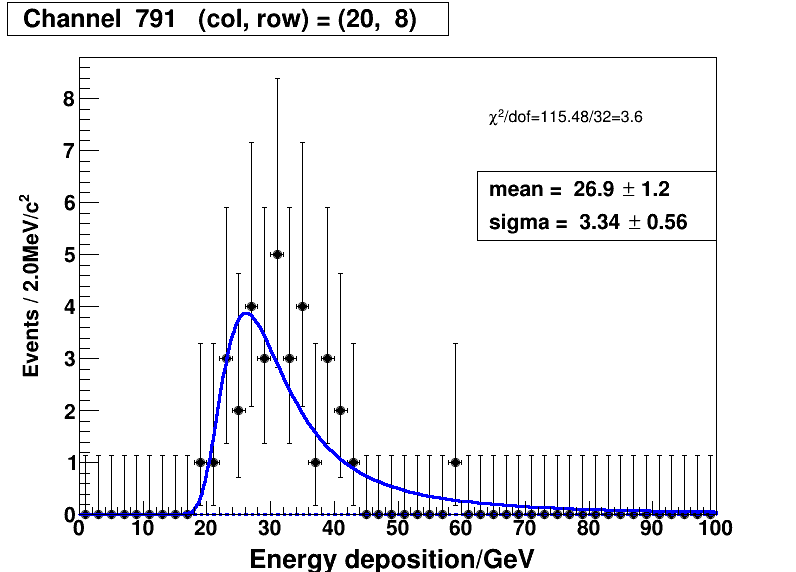 Channel 791 (col, row) = (20, 8)
χ²/dof=115.48/32=3.6
mean = 26.9 ± 1.2
sigma = 3.34 ± 0.56
Events / 2.0MeV/c²
8
7
6
5
4
3
2
1
0
0 10 20 30 40 50 60 70 80 90 100
Energy deposition/GeV